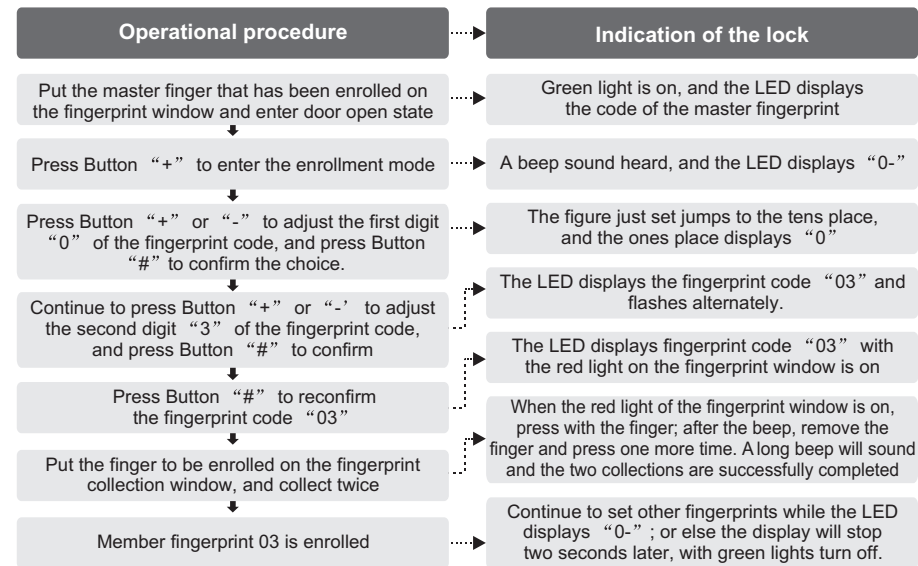 Operational procedure
Indication of the lock
Put the master finger that has been enrolled on
the fingerprint window and enter door open state
Green light is on, and the LED displays
the code of the master fingerprint
Press Button “+” to enter the enrollment mode
A beep sound heard, and the LED displays “0-”
Press Button “+” or “-” to adjust the first digit
“0” of the fingerprint code, and press Button
“#” to confirm the choice.
The figure just set jumps to the tens place,
and the ones place displays “0”
Continue to press Button “+” or “-’ to adjust
the second digit “3” of the fingerprint code,
and press Button “#” to confirm
The LED displays the fingerprint code “03” and
flashes alternately.
Press Button “#” to reconfirm
the fingerprint code “03”
The LED displays fingerprint code “03” with
the red light on the fingerprint window is on
Put the finger to be enrolled on the fingerprint
collection window, and collect twice
When the red light of the fingerprint window is on,
press with the finger; after the beep, remove the
finger and press one more time. A long beep will sound
and the two collections are successfully completed
Member fingerprint 03 is enrolled
Continue to set other fingerprints while the LED
displays “0-”; or else the display will stop
two seconds later, with green lights turn off.